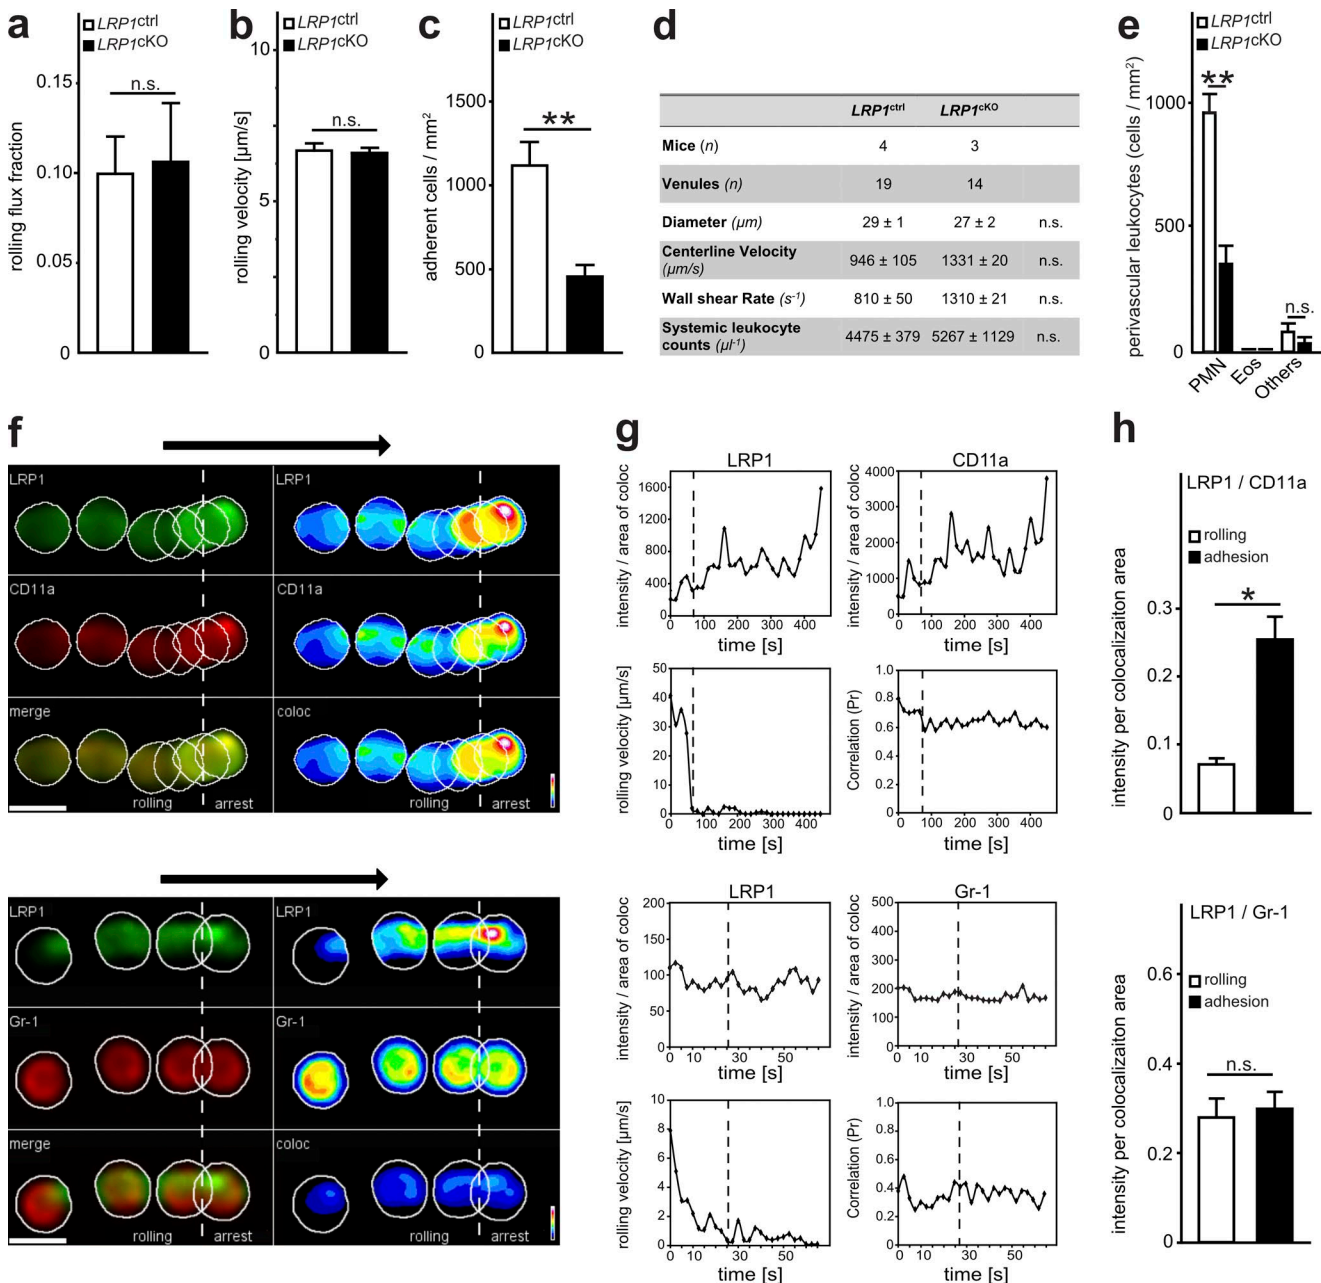 a
LRP1ctrl
LRP1cKO
rolling flux fraction
0.15
0.10
0.05
0
n.s.
b
LRP1ctrl
LRP1cKO
rolling velocity [µm/s]
10
5
0
n.s.
c
LRP1ctrl
LRP1cKO
adherent cells / mm²
1500
1000
500
0
**
d
LRP1ctrl LRP1cKO
Mice (n) 4 3
Venules (n) 19 14
Diameter (µm) 29 ± 1 27 ± 2 n.s.
Centerline Velocity
(µm/s) 946 ± 105 1331 ± 20 n.s.
Wall shear Rate (s-1) 810 ± 50 1310 ± 21 n.s.
Systemic leukocyte
counts (µl-1) 4475 ± 379 5267 ± 1129 n.s.
e
LRP1ctrl
LRP1cKO
perivascular leukocytes (cells / mm²)
1000
500
0
**
n.s.
PMN
Eos
Others
f
LRP1
LRP1
CD11a
CD11a
merge
coloc
rolling
arrest
rolling
arrest
LRP1
LRP1
Gr-1
Gr-1
merge
coloc
rolling
arrest
rolling
arrest
g
LRP1
intensity / area of coloc
1600
1200
800
400
0
0 100 200 300 400
time [s]
CD11a
intensity / area of coloc
4000
3000
2000
1000
0
0 100 200 300 400
time [s]
rolling velocity [µm/s]
50
40
30
20
10
0
0 100 200 300 400
time [s]
Correlation (Pr)
1.0
0.8
0.6
0.4
0.2
0.0
0 100 200 300 400
time [s]
LRP1
intensity / area of coloc
200
150
100
50
0
0 10 30 50
time [s]
Gr-1
intensity / area of coloc
500
400
300
200
100
0
0 10 30 50
time [s]
rolling velocity [µm/s]
10
8
6
4
2
0
0 10 30 50
time [s]
Correlation (Pr)
1.0
0.8
0.6
0.4
0.2
0.0
0 10 30 50
time [s]
h
LRP1 / CD11a
rolling
adhesion
intensity per colocalizaiton area
0.3
0.2
0.1
0
*
LRP1 / Gr-1
rolling
adhesion
intensity per colocalizaiton area
0.6
0.4
0.2
0
n.s.